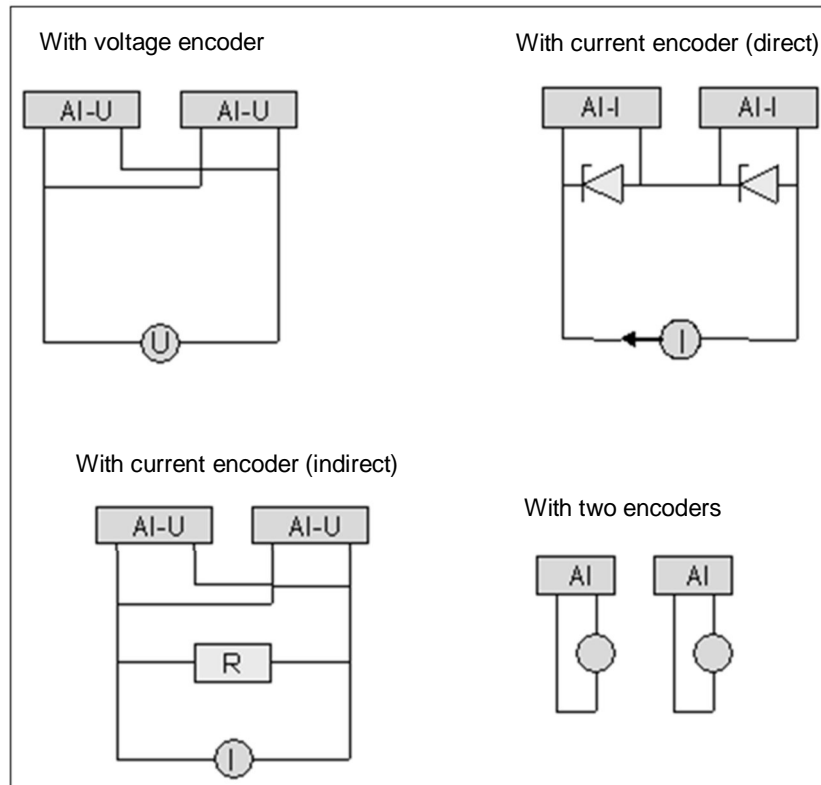 With voltage encoder
With current encoder (direct)
AI-U AI-U
AI-I AI-I
U
I
With current encoder (indirect)
With two encoders
AI-U AI-U
AI AI
R
I